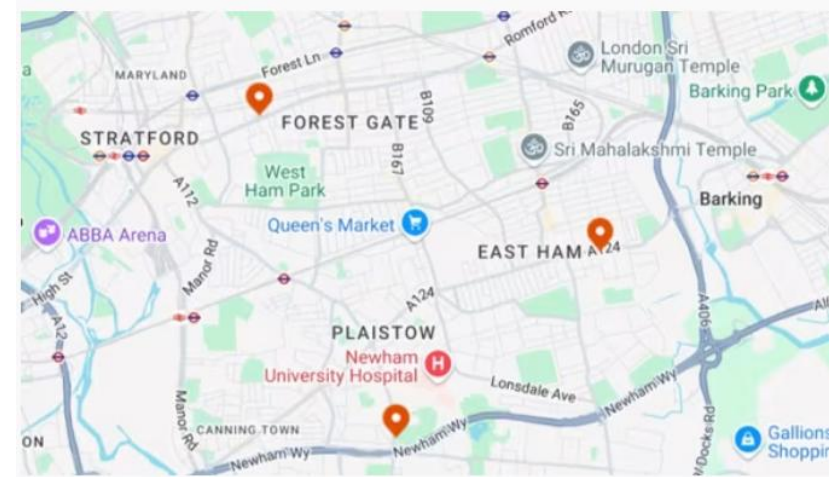 Romford R
London Sri
Murugan Temple
Forest Ln
MARYLAND
Barking Park
a
B109
B165
FOREST GATE
STRATFORD
Sri Mahalakshmi Temple
B167
West
Ham Park
A112
Barking
Queen's Market
ABBA Arena
EAST HAM
A124
Manor Rd
High St
A124
A406
A12
PLAISTOW
Newham
University Hospital
Lonsdale Ave
Newham Wy
Manor Rd
CANNING TOWN
Newham Wy
Newham Wy
Docks Rd
ON
Gallions
Shoppin